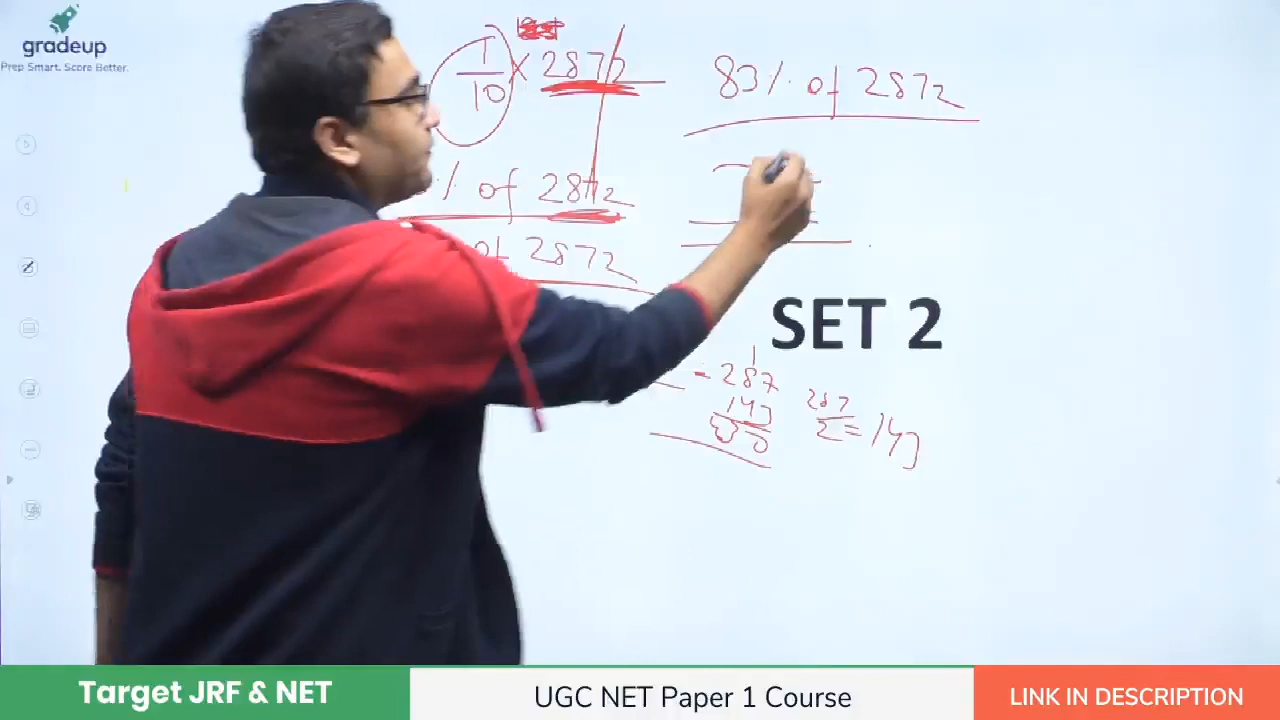 gradeup
Prep Smart. Score Better.
1/10 × 2872
% of 2872
of 2872
83% of 2872
SET 2
= 287
143
287/2 = 143
Target JRF & NET
UGC NET Paper 1 Course
LINK IN DESCRIPTION